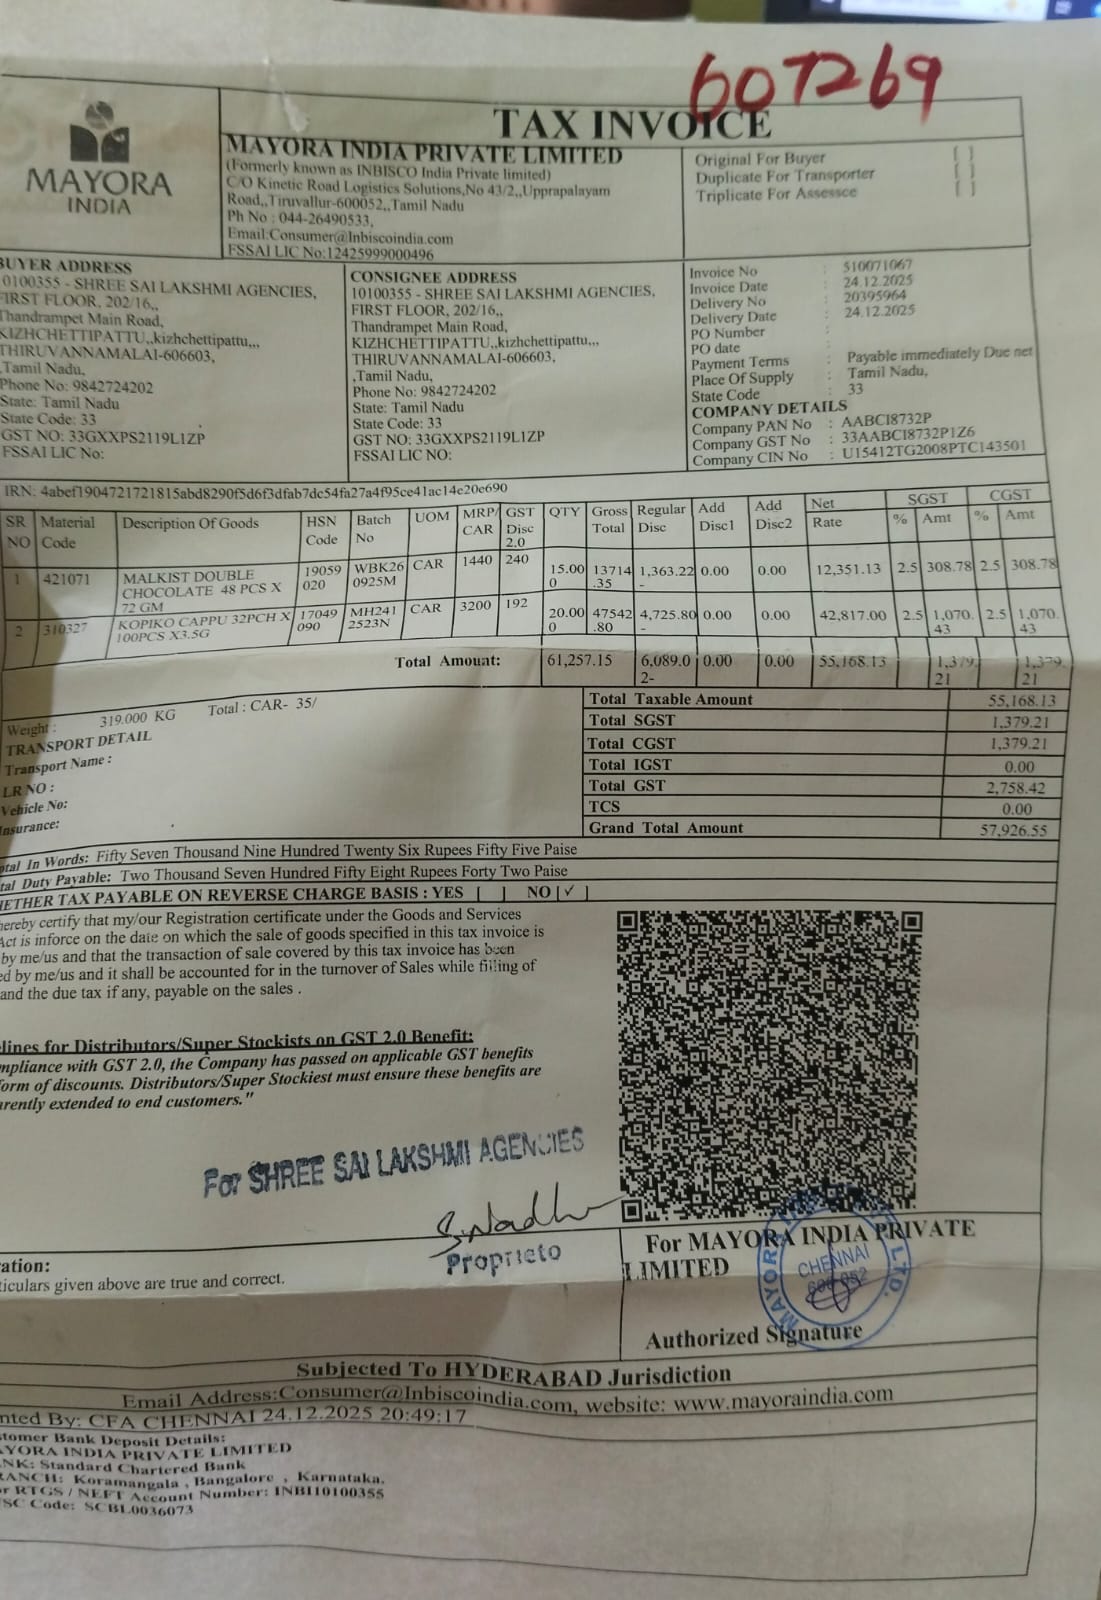 607269
TAX INVOICE
MAYORA
INDIA
MAYORA INDIA PRIVATE LIMITED
(Formerly known as INBISCO India Private limited)
C/O Kinetic Road Logistics Solutions,No 43/2,,Upprapalayam
Road,,Tiruvallur-600052,,Tamil Nadu
Ph No : 044-26490533,
Email:Consumer@Inbiscoindia.com
FSSAI LIC No:12425999000496
Original For Buyer [ ]
Duplicate For Transporter [ ]
Triplicate For Assessce [ ]
BUYER ADDRESS
0100355 - SHREE SAI LAKSHMI AGENCIES,
FIRST FLOOR, 202/16,,
Thandrampet Main Road,
KIZHCHETTIPATTU,,kizhchettipattu,,,
THIRUVANNAMALAI-606603,
,Tamil Nadu,
Phone No: 9842724202
State: Tamil Nadu
State Code: 33
GST NO: 33GXXPS2119L1ZP
FSSAI LIC No:
CONSIGNEE ADDRESS
10100355 - SHREE SAI LAKSHMI AGENCIES,
FIRST FLOOR, 202/16,,
Thandrampet Main Road,
KIZHCHETTIPATTU,,kizhchettipattu,,,
THIRUVANNAMALAI-606603,
,Tamil Nadu,
Phone No: 9842724202
State: Tamil Nadu
State Code: 33
GST NO: 33GXXPS2119L1ZP
FSSAI LIC NO:
Invoice No : 510071067
Invoice Date : 24.12.2025
Delivery No : 20395964
Delivery Date : 24.12.2025
PO Number :
PO date :
Payment Terms : Payable immediately Due net
Place Of Supply : Tamil Nadu,
State Code : 33
COMPANY DETAILS
Company PAN No : AABCI8732P
Company GST No : 33AABCI8732P1Z6
Company CIN No : U15412TG2008PTC143501
IRN: 4abef1904721721815abd8290f5d6f3dfab7dc54fa27a4f95ce41ac14c20e690
SR NO Material Code Description Of Goods HSN Code Batch No UOM MRP/CAR GST Disc 2.0 QTY Gross Total Regular Disc Add Disc1 Add Disc2 Net Rate SGST % Amt CGST % Amt
1 421071 MALKIST DOUBLE CHOCOLATE 48 PCS X 72 GM 19059020 WBK260925M CAR 1440 240 15.000 13714.35 1,363.22- 0.00 0.00 12,351.13 2.5 308.78 2.5 308.78
2 310327 KOPIKO CAPPU 32PCH X 100PCS X3.5G 17049090 MH2412523N CAR 3200 192 20.000 47542.80 4,725.80- 0.00 0.00 42,817.00 2.5 1,070.43 2.5 1,070.43
Total Amount: 61,257.15 6,089.02- 0.00 0.00 55,168.13 1,379.21 1,379.21
Weight : 319.000 KG Total : CAR- 35/
TRANSPORT DETAIL
Transport Name :
LR NO :
Vehicle No:
Insurance:
Total Taxable Amount 55,168.13
Total SGST 1,379.21
Total CGST 1,379.21
Total IGST 0.00
Total GST 2,758.42
TCS 0.00
Grand Total Amount 57,926.55
otal In Words: Fifty Seven Thousand Nine Hundred Twenty Six Rupees Fifty Five Paise
tal Duty Payable: Two Thousand Seven Hundred Fifty Eight Rupees Forty Two Paise
HETHER TAX PAYABLE ON REVERSE CHARGE BASIS : YES [ ] NO [✓]
hereby certify that my/our Registration certificate under the Goods and Services
Act is inforce on the date on which the sale of goods specified in this tax invoice is
by me/us and that the transaction of sale covered by this tax invoice has been
ed by me/us and it shall be accounted for in the turnover of Sales while filling of
and the due tax if any, payable on the sales .
lines for Distributors/Super Stockists on GST 2.0 Benefit:
mpliance with GST 2.0, the Company has passed on applicable GST benefits
form of discounts. Distributors/Super Stockiest must ensure these benefits are
arently extended to end customers."
For SHREE SAI LAKSHMI AGENCIES
Proprieto
ation:
ticulars given above are true and correct.
For MAYORA INDIA PRIVATE
LIMITED
CHENNAI
Authorized Signature
Subjected To HYDERABAD Jurisdiction
Email Address:Consumer@Inbiscoindia.com, website: www.mayoraindia.com
nted By: CFA CHENNAI 24.12.2025 20:49:17
tomer Bank Deposit Details:
AYORA INDIA PRIVATE LIMITED
NK: Standard Chartered Bank
RANCH: Koramangala , Bangalore , Karnataka.
r RTGS / NEFT Account Number: INBI10100355
SC Code: SCBL0036073